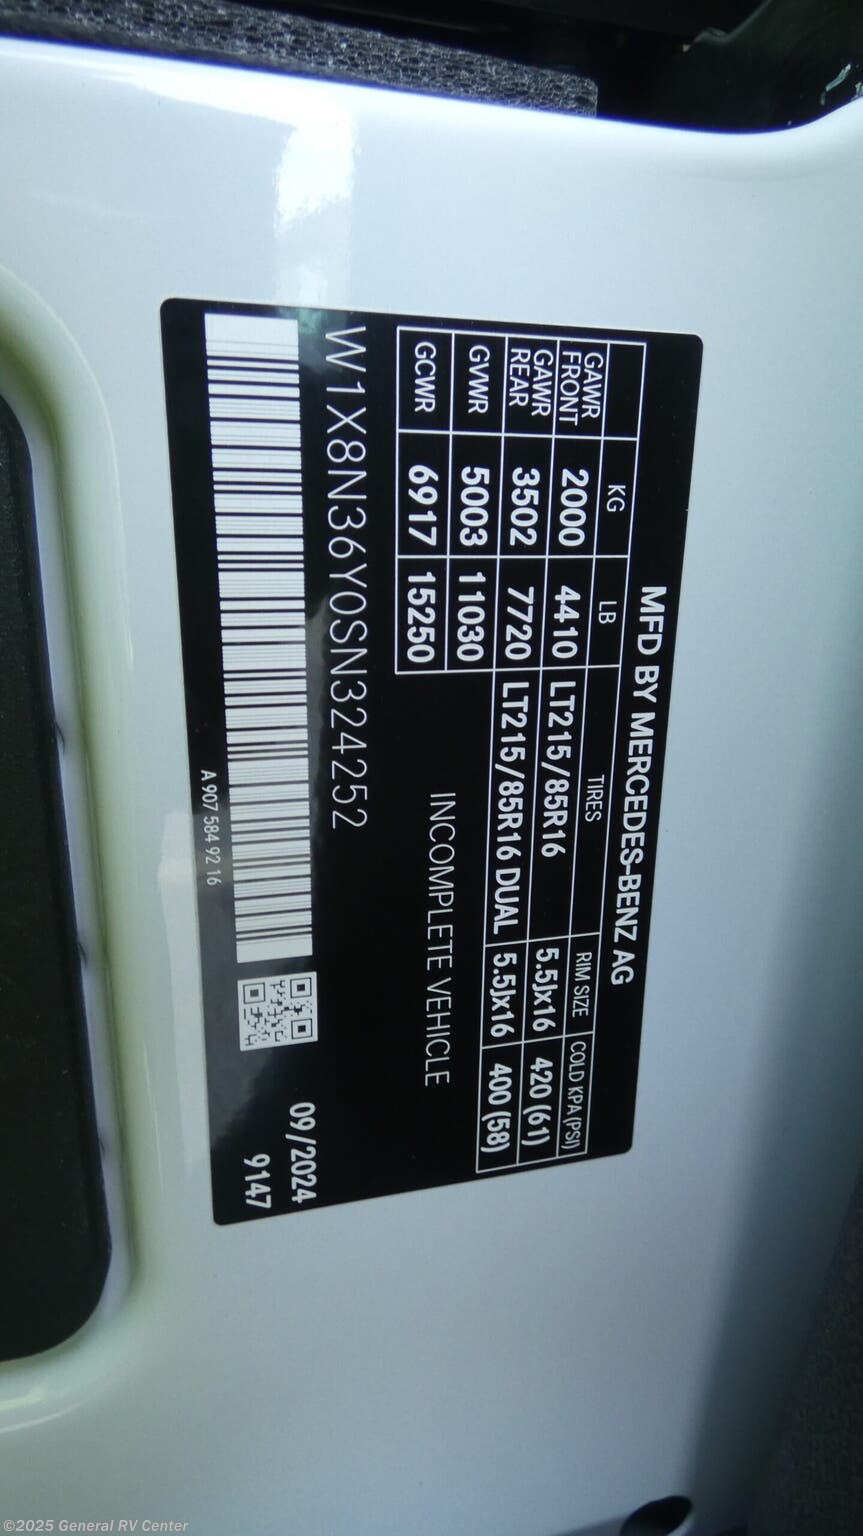 MFD BY MERCEDES-BENZ AG
KG LB TIRES RIM SIZE COLD KPA (PSI)
GAWR FRONT 2000 4410 LT215/85R16 5.5Jx16 420 (61)
GAWR REAR 3502 7720 LT215/85R16 DUAL 5.5Jx16 400 (58)
GVWR 5003 11030
GCWR 6917 15250
INCOMPLETE VEHICLE
W1X8N36Y0SN324252
09/2024
9147
A 907 584 92 16
©2025 General RV Center